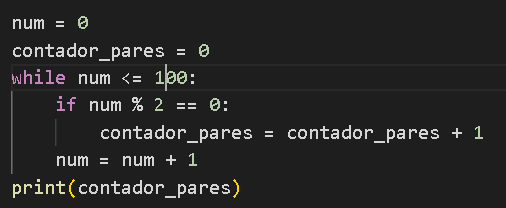 num = 0
contador_pares = 0
while num <= 100:
    if num % 2 == 0:
        contador_pares = contador_pares + 1
    num = num + 1
print(contador_pares)